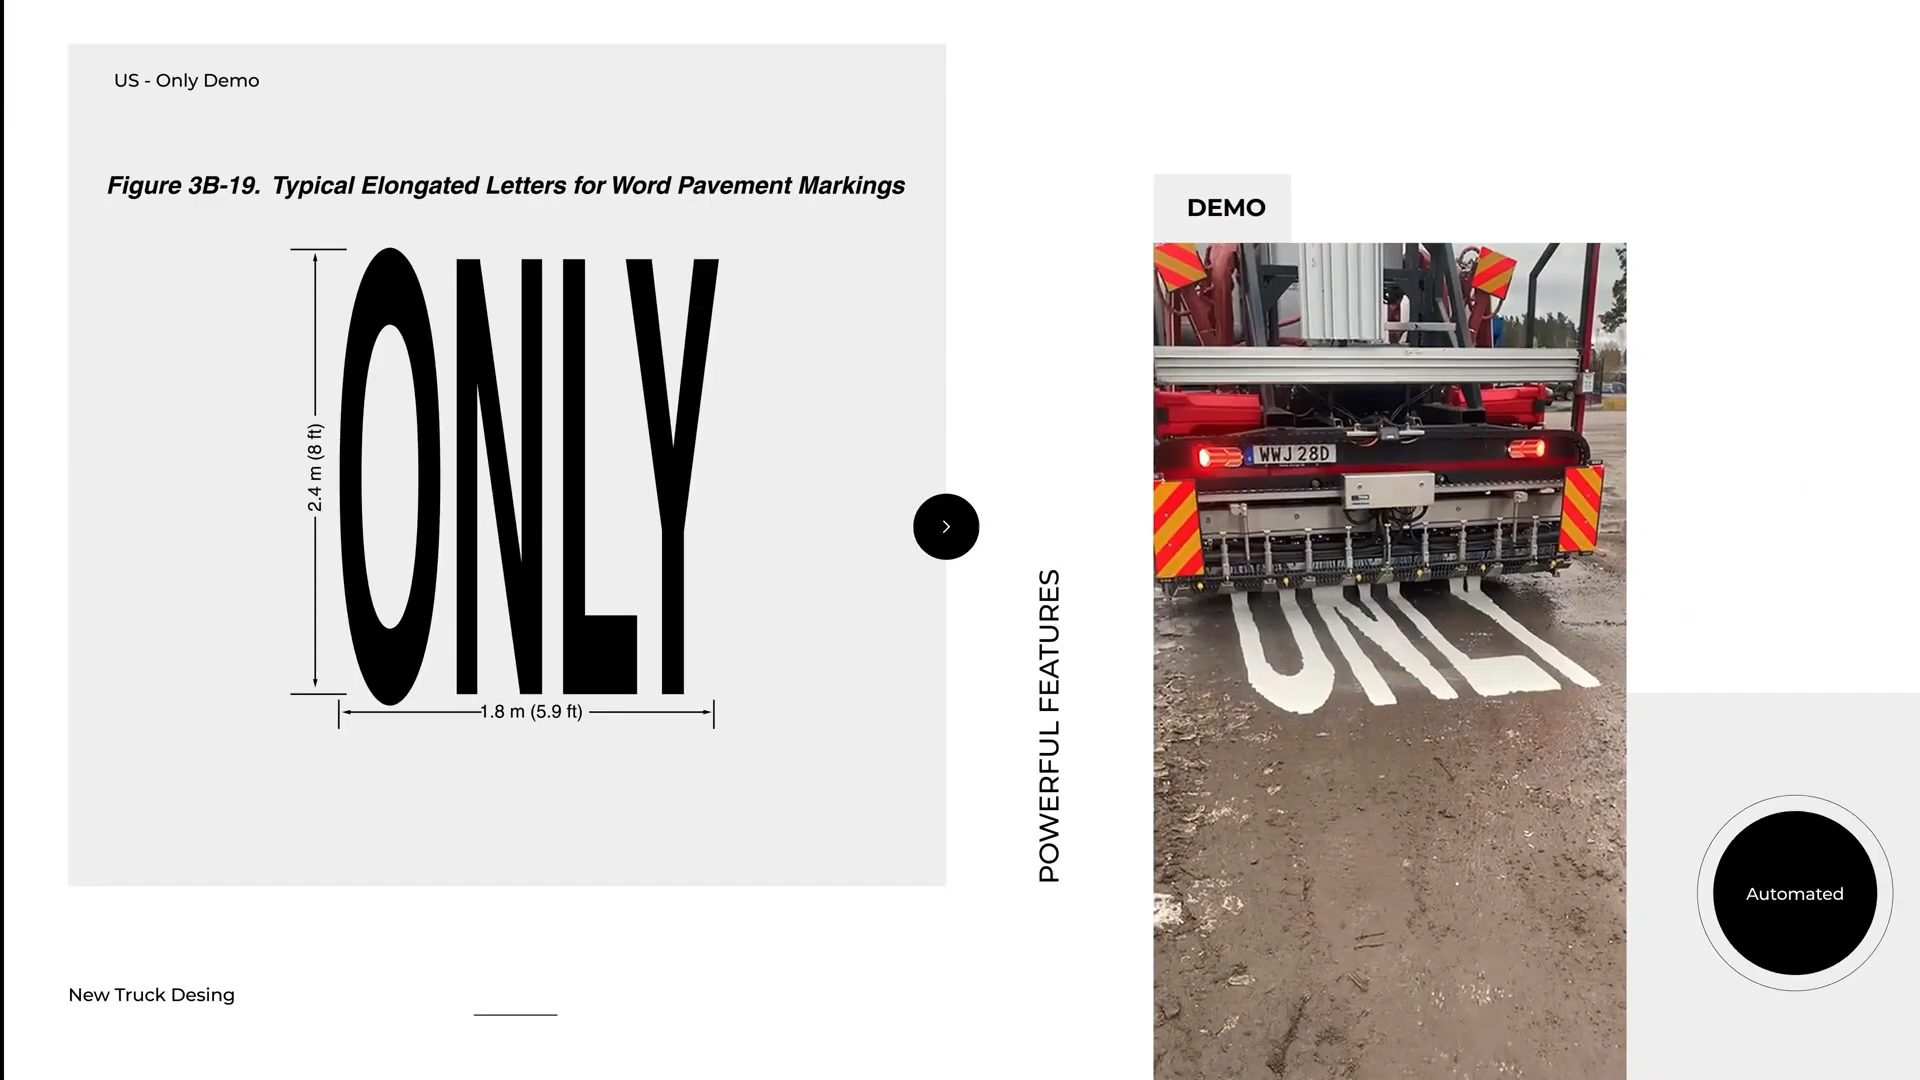 US - Only Demo
Figure 3B-19. Typical Elongated Letters for Word Pavement Markings
ONLY
2.4 m (8 ft)
1.8 m (5.9 ft)
New Truck Desing
POWERFUL FEATURES
DEMO
WWJ 28D
ONLY
Automated